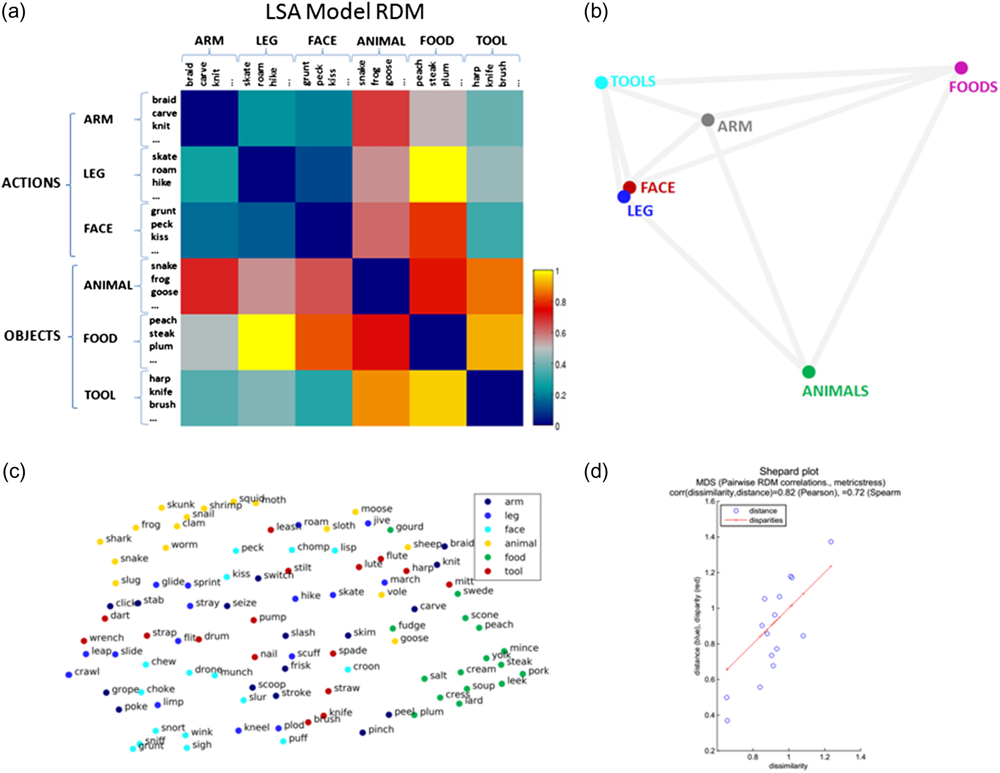 (a)
LSA Model RDM
ARM LEG FACE ANIMAL FOOD TOOL
braid carve knit ... skate roam hike ... grunt peck kiss ... snake frog goose ... peach steak plum ... harp knife brush ...
ACTIONS
ARM
braid
carve
knit
...
LEG
skate
roam
hike
...
FACE
grunt
peck
kiss
...
OBJECTS
ANIMAL
snake
frog
goose
...
FOOD
peach
steak
plum
...
TOOL
harp
knife
brush
...
1
0.8
0.6
0.4
0.2
0
(b)
TOOLS
FOODS
ARM
FACE
LEG
ANIMALS
(c)
squid moth
skunk shrimp
snail
moose
frog clam
leash roam sloth jive gourd
shark
worm
peck chomp lisp sheep braid
snake
flute
lute harp knit
stilt
kiss switch
slug glide sprint march mitt
hike skate vole swede
click stab stray seize
carve
dart
pump
scone
fudge peach
wrench strap flit drum slash skim goose
leap slide
nail scuff spade
mince
yolk
steak
chew
frisk
crawl drone munch croon
cream pork
salt leek
grope choke scoop stroke straw soup
slur cress
lard
poke limp
knife
brush
peel plum
snort wink kneel plod pinch
sniff
grunt sigh puff
arm
leg
face
animal
food
tool
(d)
Shepard plot
MDS (Pairwise RDM correlations., metricstress)
corr(dissimilarity,distance)=0.82 (Pearson), =0.72 (Spearm
distance
disparities
distance (blue), disparity (red)
1.6
1.4
1.2
1
0.8
0.6
0.4
0.2
0.8 1 1.2 1.4
dissimilarity